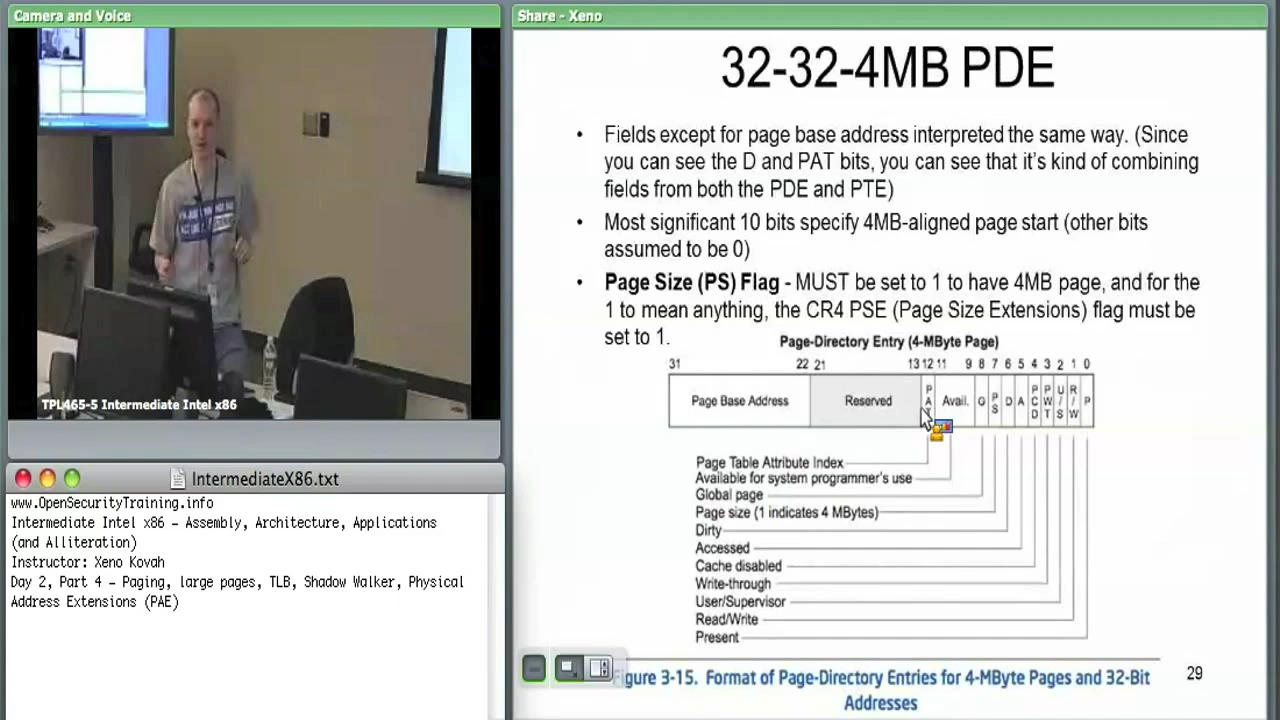 Camera and Voice
TPL465-5 Intermediate Intel x86
IntermediateX86.txt
www.OpenSecurityTraining.info
Intermediate Intel x86 – Assembly, Architecture, Applications
(and Alliteration)
Instructor: Xeno Kovah
Day 2, Part 4 – Paging, large pages, TLB, Shadow Walker, Physical
Address Extensions (PAE)
Share - Xeno
32-32-4MB PDE
• Fields except for page base address interpreted the same way. (Since
you can see the D and PAT bits, you can see that it's kind of combining
fields from both the PDE and PTE)
• Most significant 10 bits specify 4MB-aligned page start (other bits
assumed to be 0)
• Page Size (PS) Flag - MUST be set to 1 to have 4MB page, and for the
1 to mean anything, the CR4 PSE (Page Size Extensions) flag must be
set to 1.
Page-Directory Entry (4-MByte Page)
31 22 21 13 12 11 9 8 7 6 5 4 3 2 1 0
Page Base Address Reserved PAT Avail. G PS D A PCD PWT U/S R/W P
Page Table Attribute Index
Available for system programmer's use
Global page
Page size (1 indicates 4 MBytes)
Dirty
Accessed
Cache disabled
Write-through
User/Supervisor
Read/Write
Present
Figure 3-15. Format of Page-Directory Entries for 4-MByte Pages and 32-Bit
Addresses
29